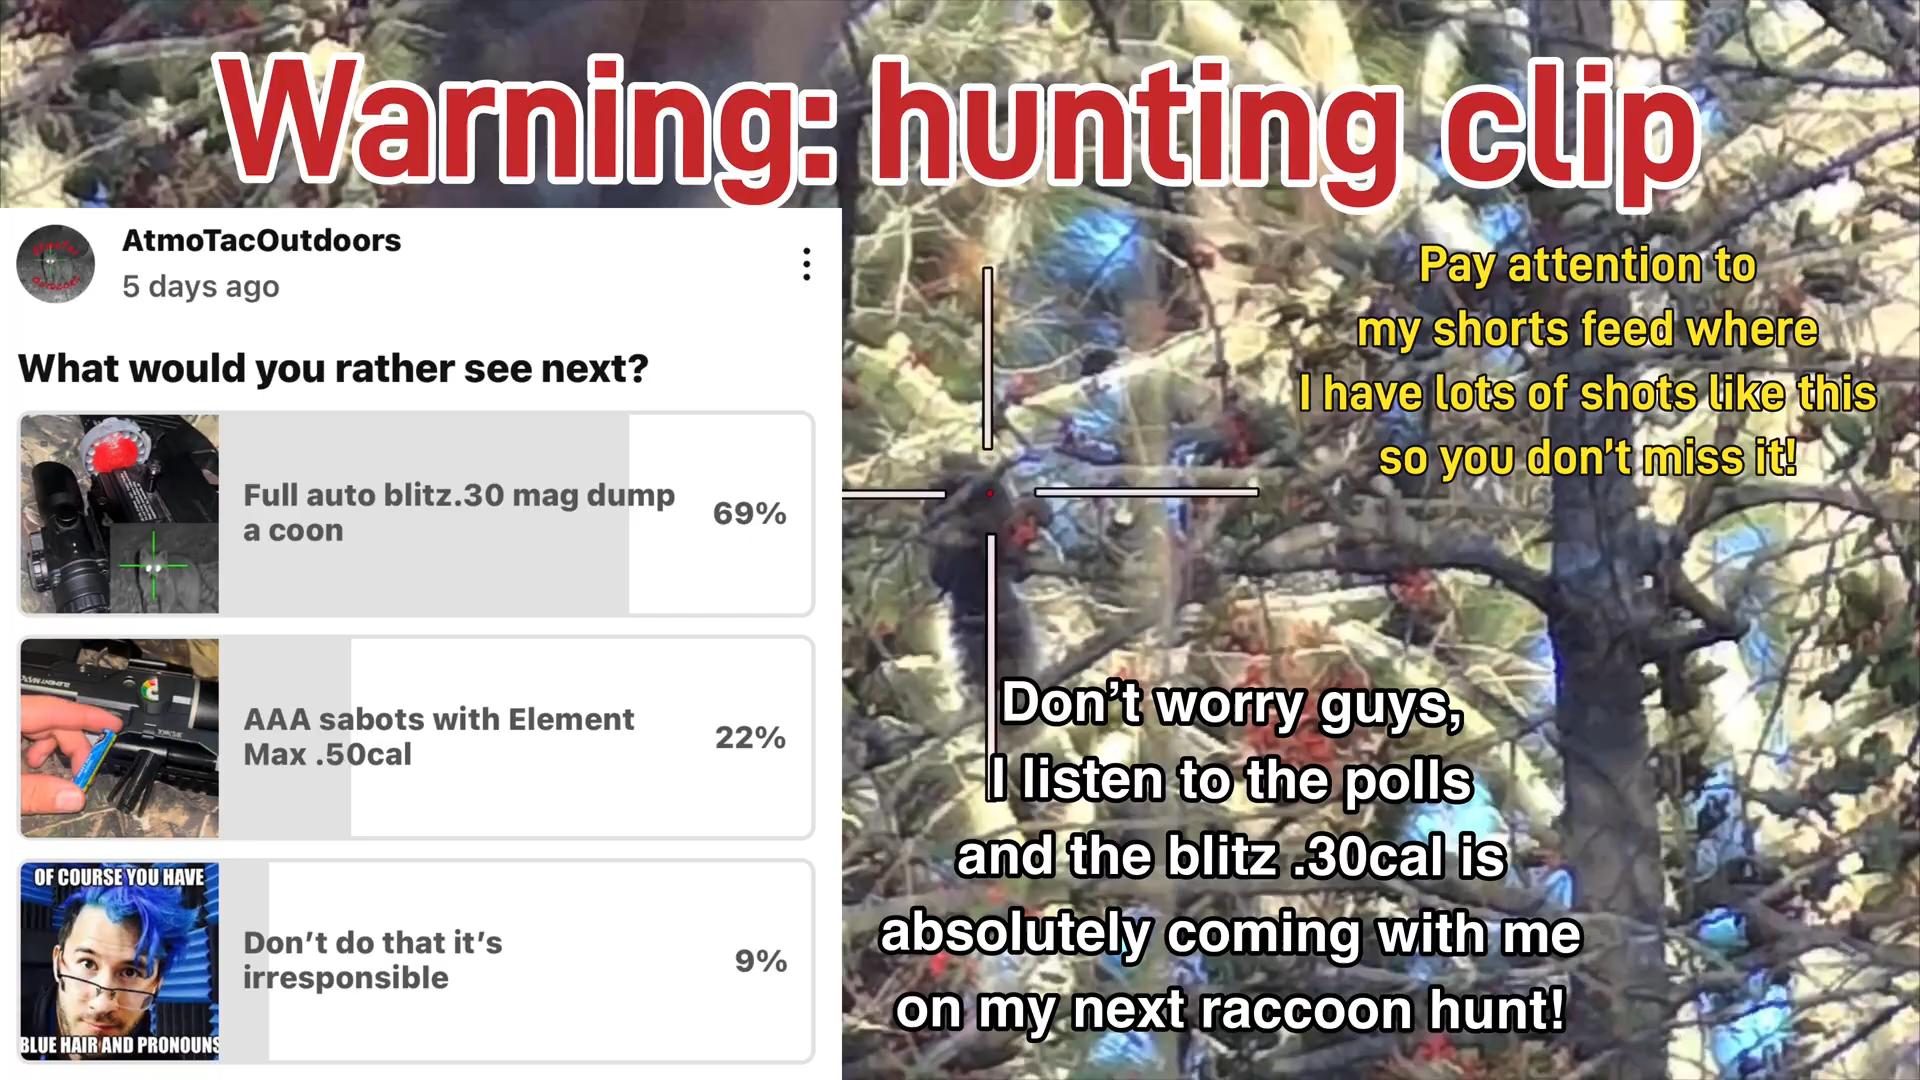 Warning: hunting clip
AtmoTacOutdoors
5 days ago
What would you rather see next?
Full auto blitz.30 mag dump
a coon
69%
AAA sabots with Element
Max .50cal
22%
OF COURSE YOU HAVE
BLUE HAIR AND PRONOUNS
Don't do that it's
irresponsible
9%
Pay attention to
my shorts feed where
I have lots of shots like this
so you don't miss it!
Don't worry guys,
I listen to the polls
and the blitz .30cal is
absolutely coming with me
on my next raccoon hunt!